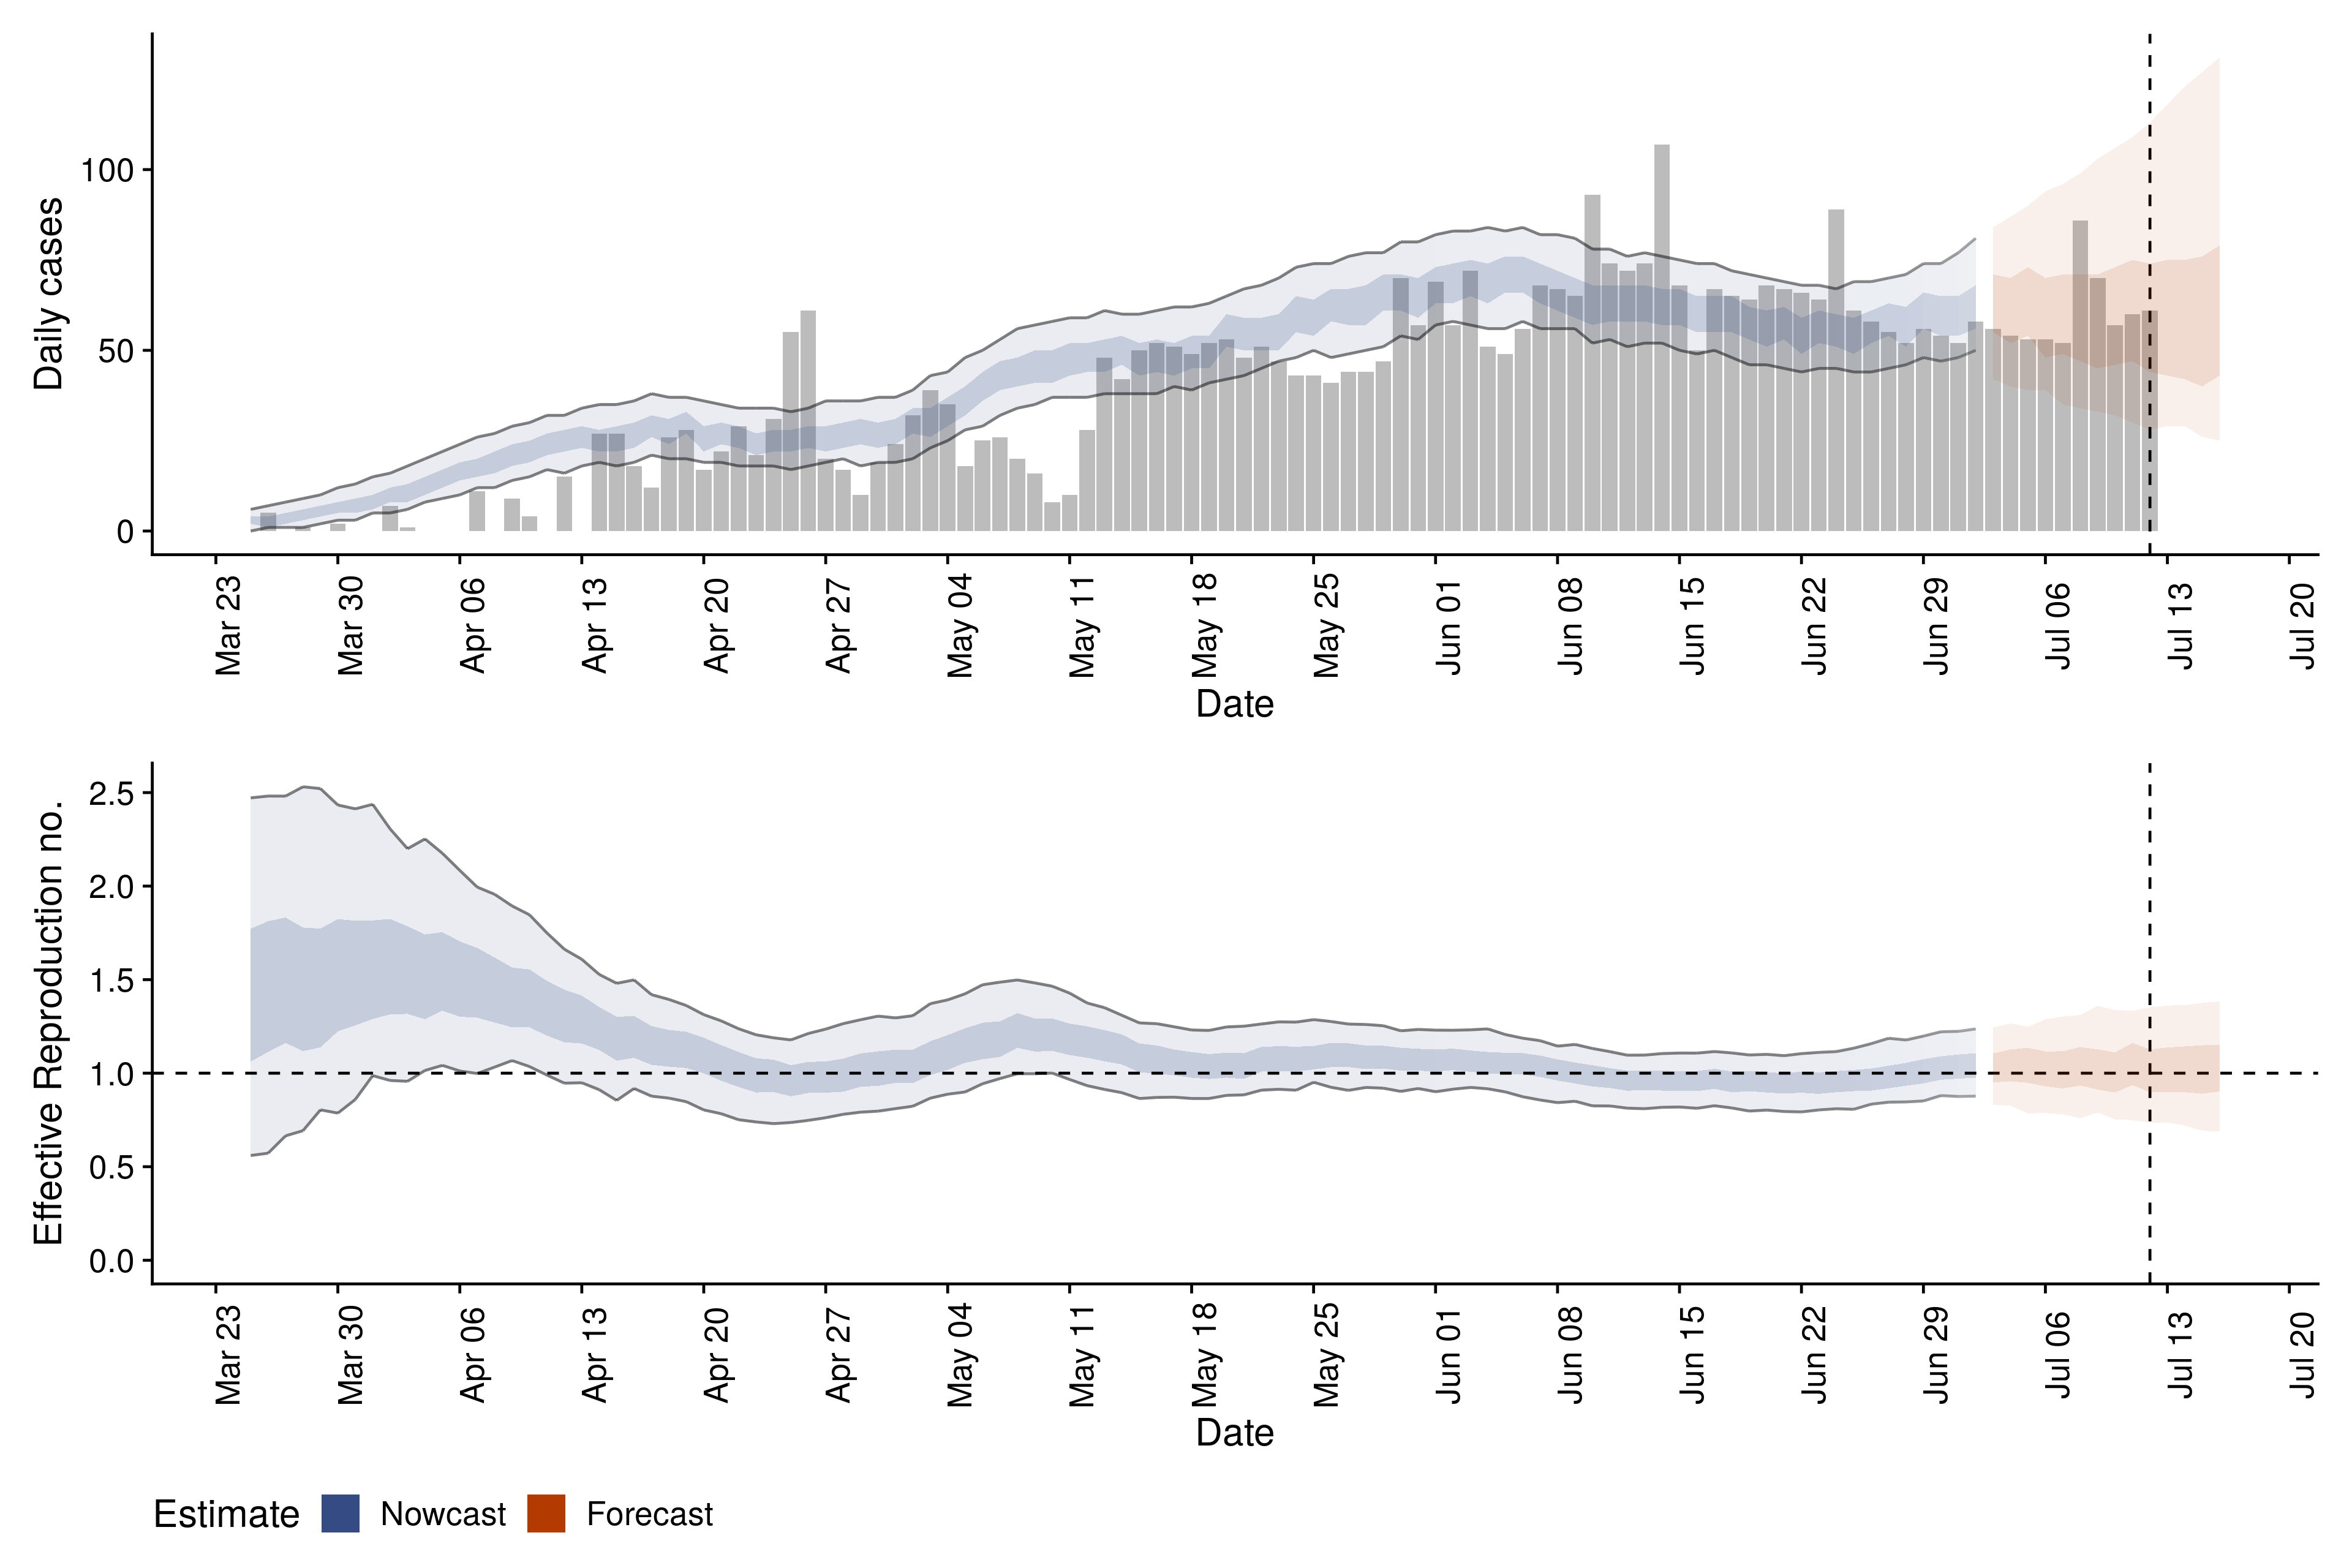 Daily cases
100
50
0
Mar 23
Mar 30
Apr 06
Apr 13
Apr 20
Apr 27
May 04
May 11
May 18
May 25
Jun 01
Jun 08
Jun 15
Jun 22
Jun 29
Jul 06
Jul 13
Jul 20
Date
Effective Reproduction no.
2.5
2.0
1.5
1.0
0.5
0.0
Mar 23
Mar 30
Apr 06
Apr 13
Apr 20
Apr 27
May 04
May 11
May 18
May 25
Jun 01
Jun 08
Jun 15
Jun 22
Jun 29
Jul 06
Jul 13
Jul 20
Date
Estimate Nowcast Forecast